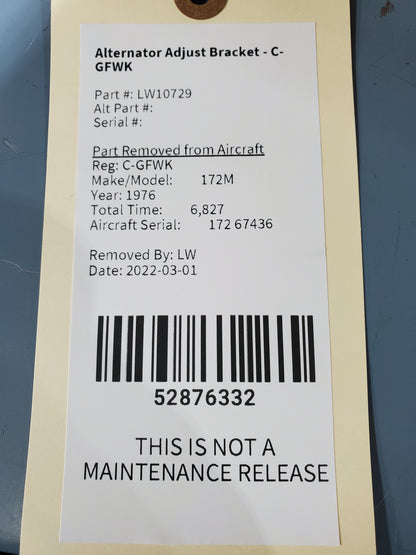 Alternator Adjust Bracket - C-
GFWK
Part #: LW10729
Alt Part #:
Serial #:
Part Removed from Aircraft
Reg: C-GFWK
Make/Model: 172M
Year: 1976
Total Time: 6,827
Aircraft Serial: 172 67436
Removed By: LW
Date: 2022-03-01
52876332
THIS IS NOT A
MAINTENANCE RELEASE